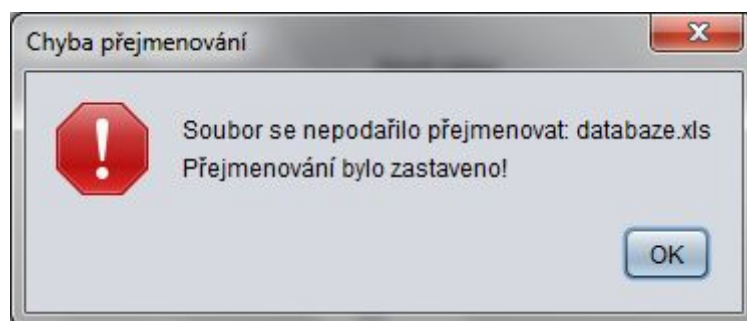 Chyba přejmenování
Soubor se nepodařilo přejmenovat: databaze.xls
Přejmenování bylo zastaveno!
OK